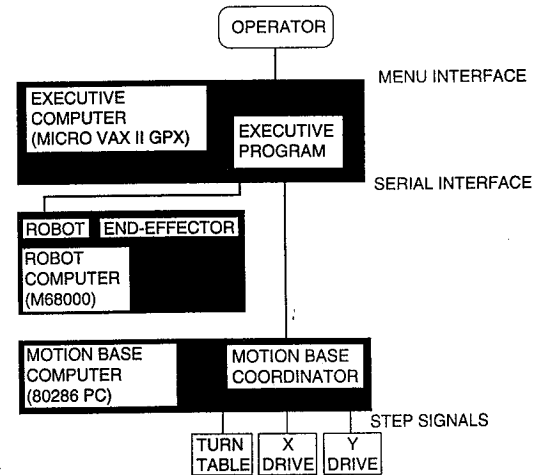 OPERATOR
MENU INTERFACE
EXECUTIVE
COMPUTER
(MICRO VAX II GPX)
EXECUTIVE
PROGRAM
SERIAL INTERFACE
ROBOT
END-EFFECTOR
ROBOT
COMPUTER
(M68000)
MOTION BASE
COMPUTER
(80286 PC)
MOTION BASE
COORDINATOR
STEP SIGNALS
TURN
TABLE
X
DRIVE
Y
DRIVE